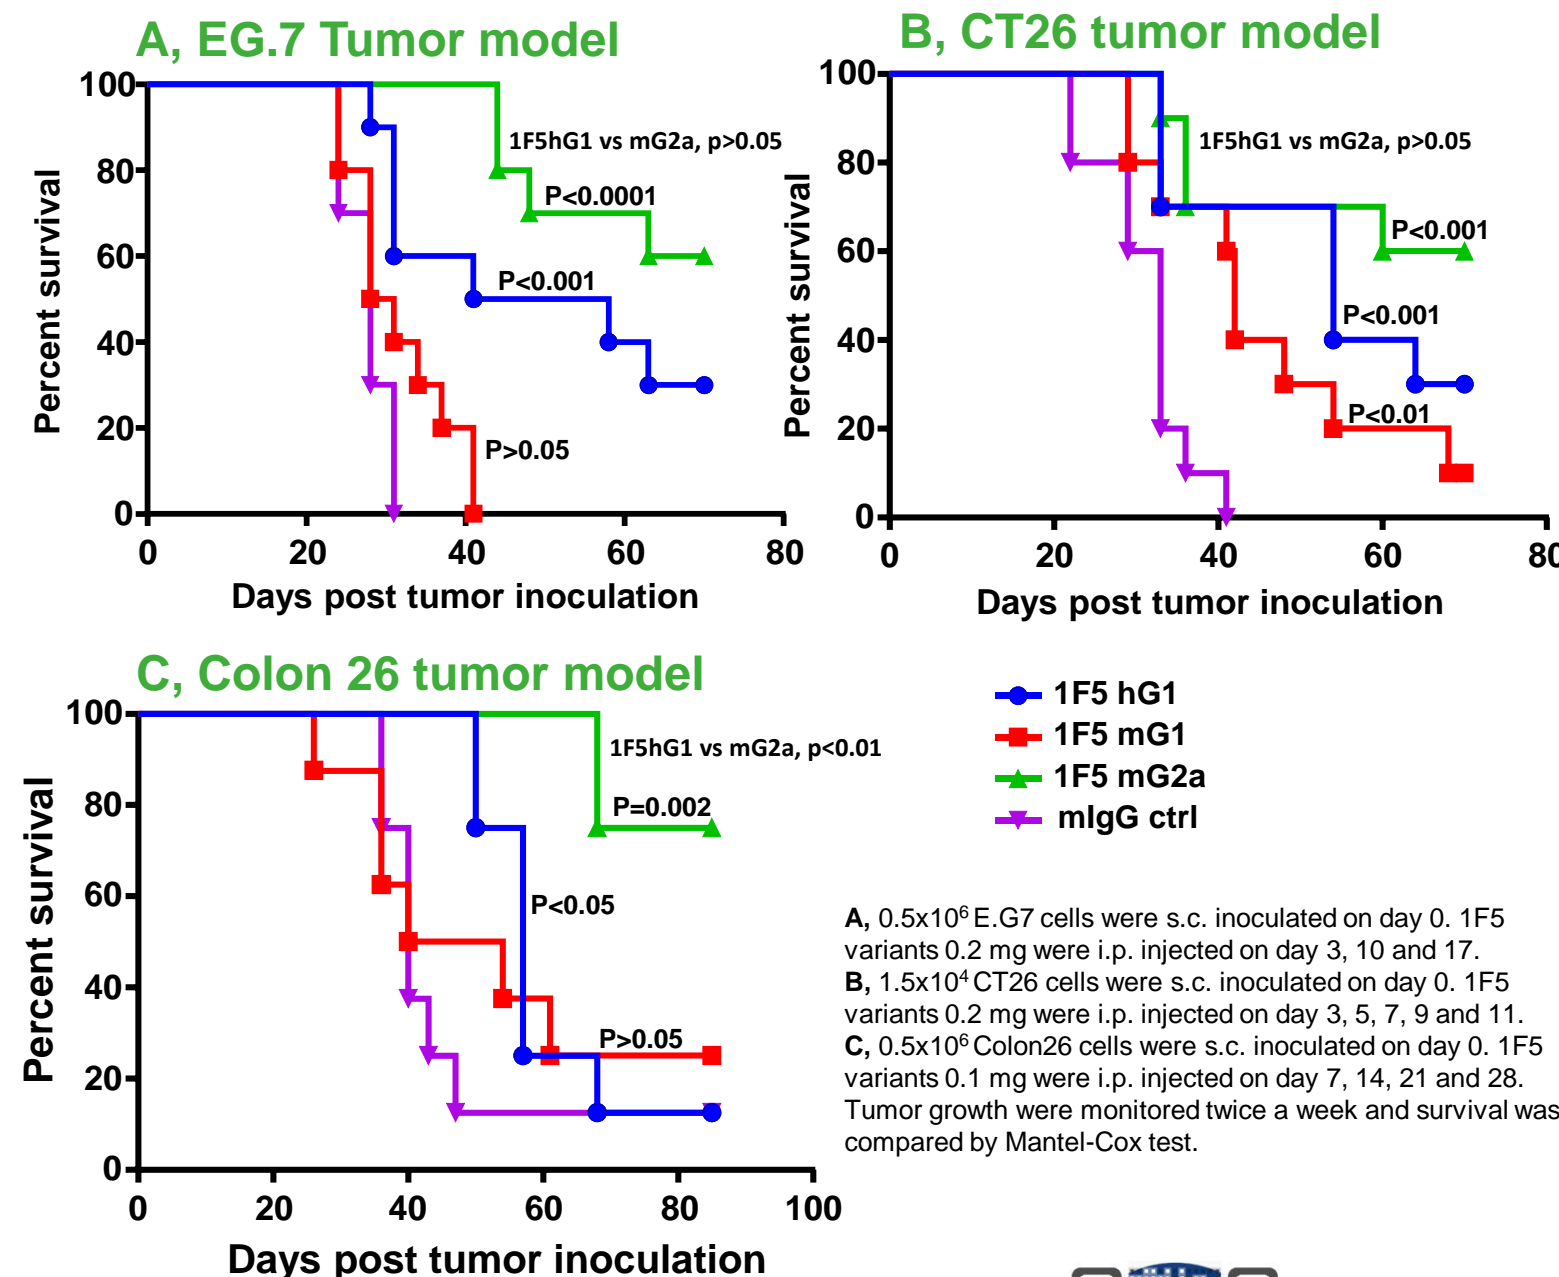 A, EG.7 Tumor model
100
80
60
40
20
0
Percent survival
1F5hG1 vs mG2a, p>0.05
P<0.0001
P<0.001
P>0.05
0 20 40 60 80
Days post tumor inoculation
B, CT26 tumor model
100
80
60
40
20
0
Percent survival
1F5hG1 vs mG2a, p>0.05
P<0.001
P<0.001
P<0.01
0 20 40 60 80
Days post tumor inoculation
C, Colon 26 tumor model
100
80
60
40
20
0
Percent survival
1F5hG1 vs mG2a, p<0.01
P=0.002
P<0.05
P>0.05
0 20 40 60 80 100
Days post tumor inoculation
1F5 hG1
1F5 mG1
1F5 mG2a
mIgG ctrl
A, 0.5x10⁶ E.G7 cells were s.c. inoculated on day 0. 1F5
variants 0.2 mg were i.p. injected on day 3, 10 and 17.
B, 1.5x10⁴ CT26 cells were s.c. inoculated on day 0. 1F5
variants 0.2 mg were i.p. injected on day 3, 5, 7, 9 and 11.
C, 0.5x10⁶ Colon26 cells were s.c. inoculated on day 0. 1F5
variants 0.1 mg were i.p. injected on day 7, 14, 21 and 28.
Tumor growth were monitored twice a week and survival was
compared by Mantel-Cox test.